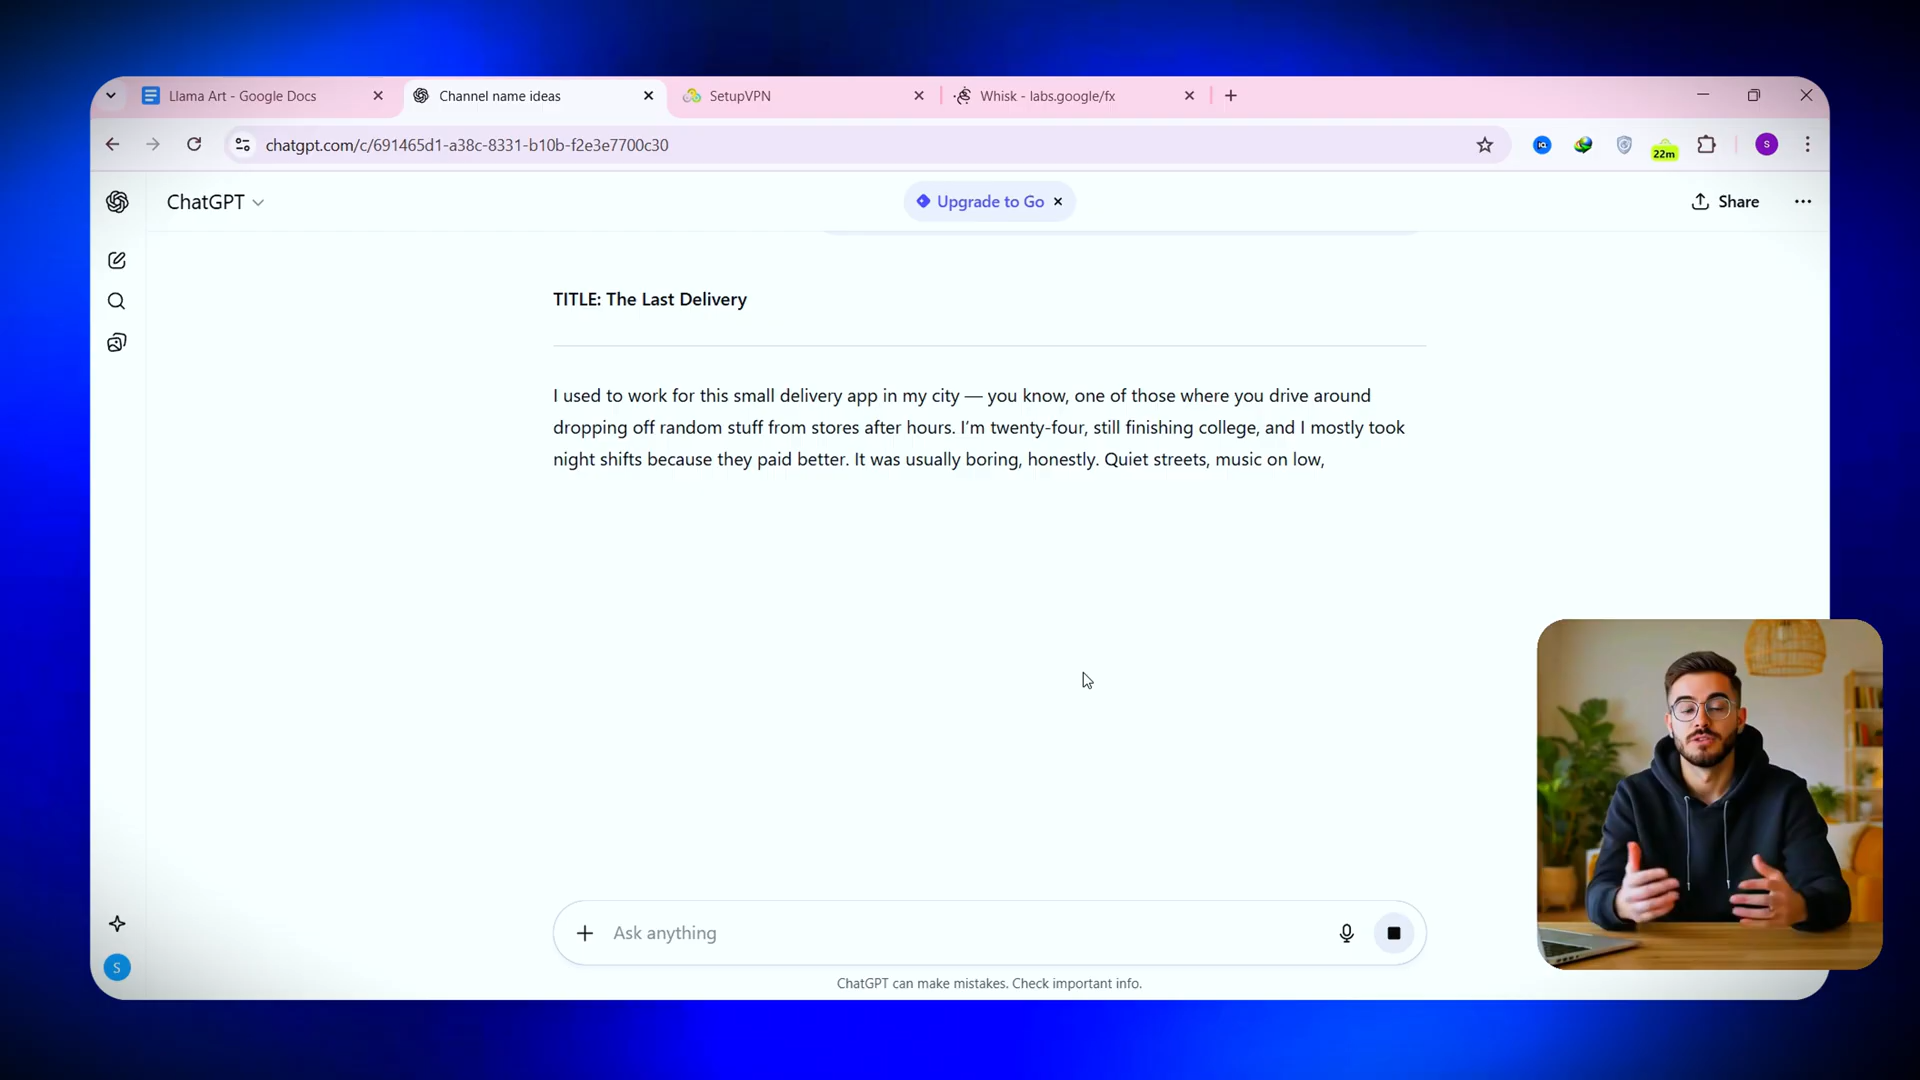 Llama Art - Google Docs
Channel name ideas
SetupVPN
Whisk - labs.google/fx
chatgpt.com/c/691465d1-a38c-8331-b10b-f2e3e7700c30
22m
S
ChatGPT
Upgrade to Go
Share
TITLE: The Last Delivery
I used to work for this small delivery app in my city — you know, one of those where you drive around
dropping off random stuff from stores after hours. I’m twenty-four, still finishing college, and I mostly took
night shifts because they paid better. It was usually boring, honestly. Quiet streets, music on low,
Ask anything
S
ChatGPT can make mistakes. Check important info.